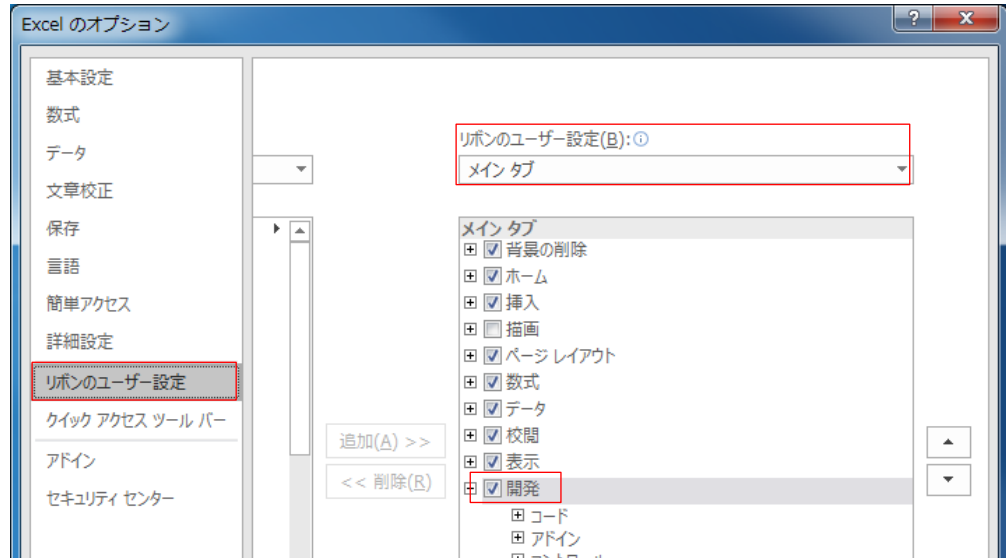 Excel のオプション
基本設定
数式
データ
文章校正
保存
言語
簡単アクセス
詳細設定
リボンのユーザー設定
クイック アクセス ツール バー
アドイン
セキュリティ センター
追加(A) >>
<< 削除(R)
リボンのユーザー設定(B):
メイン タブ
メイン タブ
背景の削除
ホーム
挿入
描画
ページ レイアウト
数式
データ
校閲
表示
開発
コード
アドイン